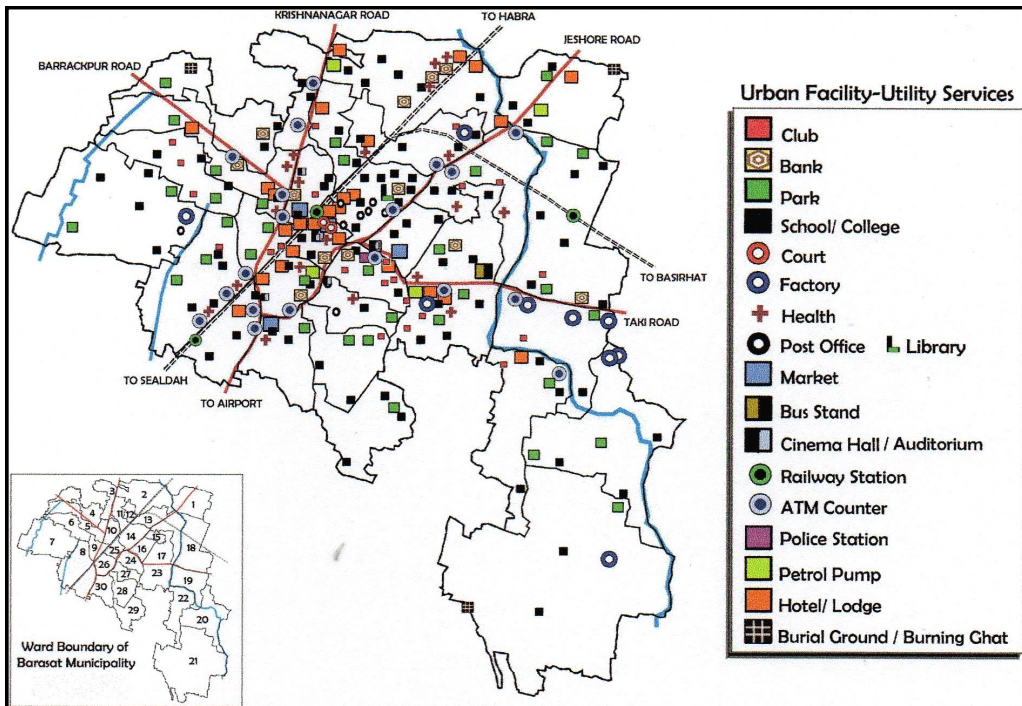 KRISHNANAGAR ROAD
TO HABRA
JESHORE ROAD
BARRACKPUR ROAD
TO BASIRHAT
TAKI ROAD
TO SEALDAH
TO AIRPORT
Urban Facility-Utility Services
Club
Bank
Park
School/ College
Court
Factory
Health
Post Office Library
Market
Bus Stand
Cinema Hall / Auditorium
Railway Station
ATM Counter
Police Station
Petrol Pump
Hotel/ Lodge
Burial Ground / Burning Ghat
3 2 1
4 11 12
6 5 10 13
7 8 9 14 15
25 16 17 18
26 24
27 23 19
30 28 22
29 20
21
Ward Boundary of
Barasat Municipality